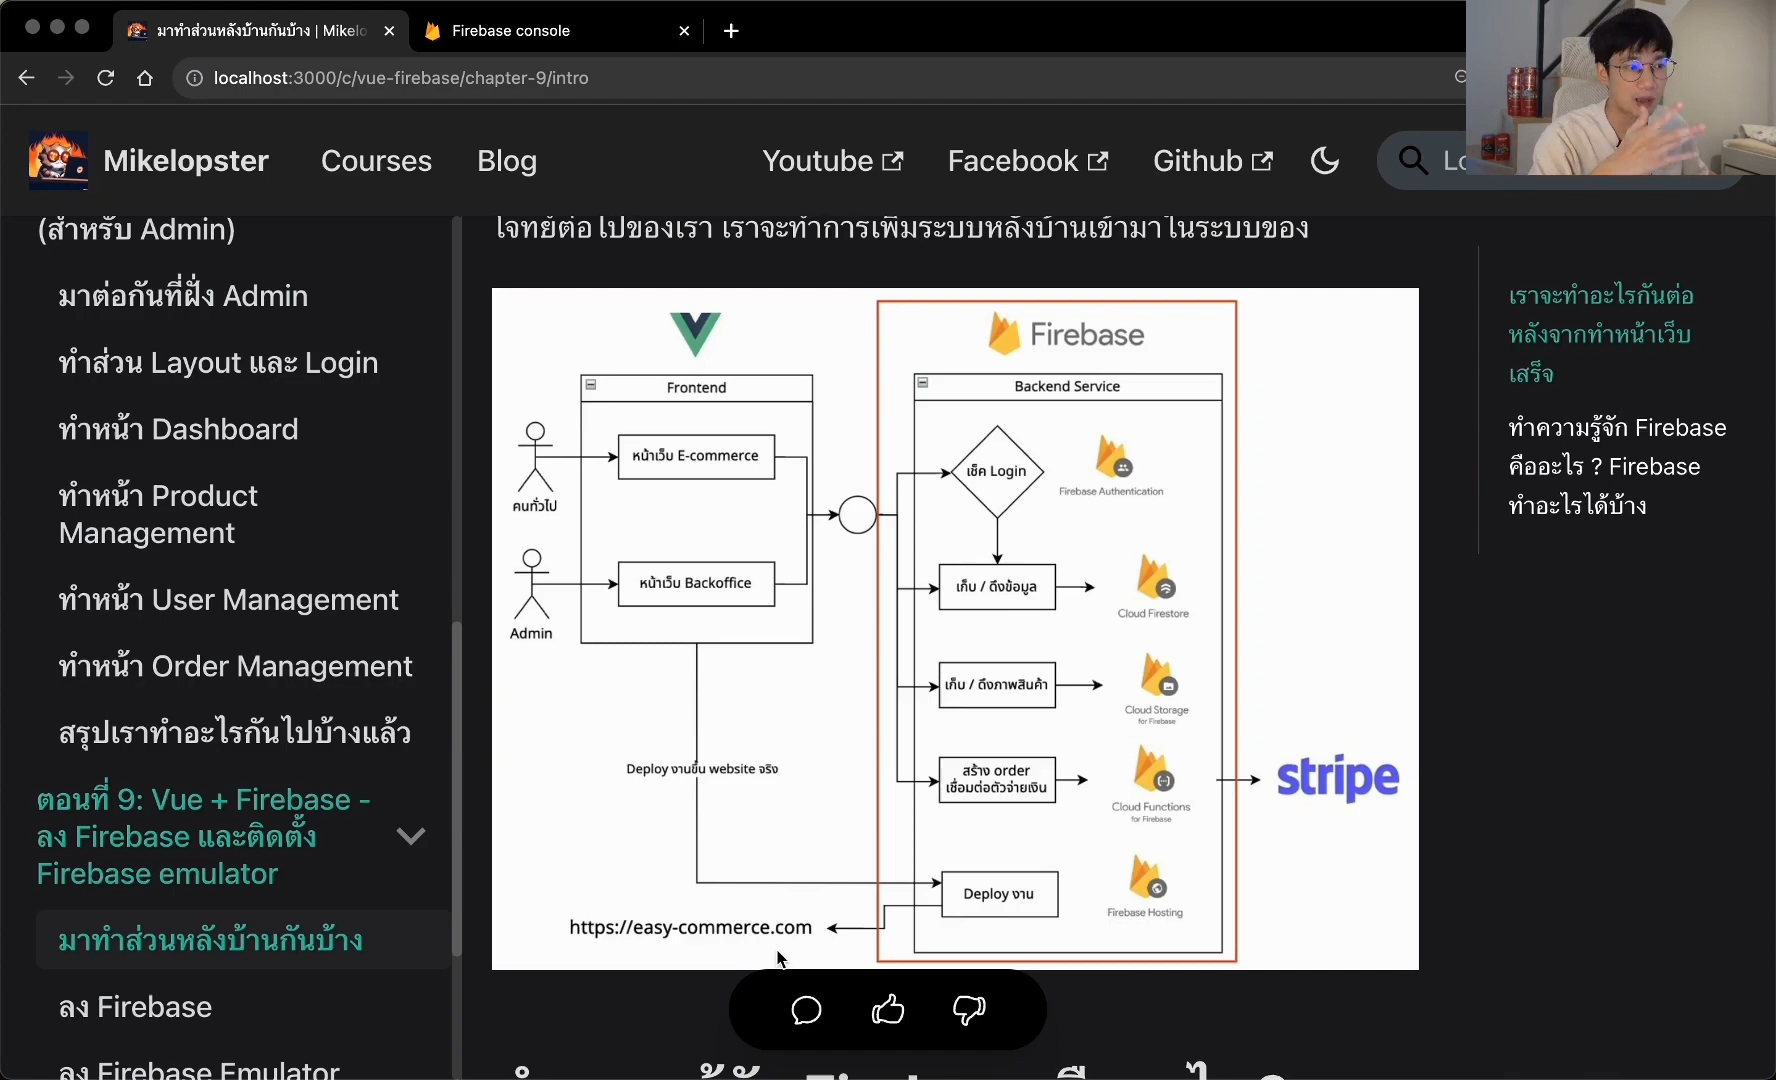 มาทำส่วนหลังบ้านกันบ้าง | Mikelo
Firebase console
localhost:3000/c/vue-firebase/chapter-9/intro
Mikelopster
Courses
Blog
Youtube
Facebook
Github
(สำหรับ Admin)
มาต่อกันที่ฝั่ง Admin
ทำส่วน Layout และ Login
ทำหน้า Dashboard
ทำหน้า Product
Management
ทำหน้า User Management
ทำหน้า Order Management
สรุปเราทำอะไรกันไปบ้างแล้ว
ตอนที่ 9: Vue + Firebase -
ลง Firebase และติดตั้ง
Firebase emulator
มาทำส่วนหลังบ้านกันบ้าง
ลง Firebase
ลง Firebase Emulator
โจทย์ต่อไปของเรา เราจะทำการเพิ่มระบบหลังบ้านเข้ามาในระบบของ
Frontend
หน้าเว็บ E-commerce
คนทั่วไป
หน้าเว็บ Backoffice
Admin
Deploy งานขึ้น website จริง
https://easy-commerce.com
Firebase
Backend Service
เช็ค Login
Firebase Authentication
เก็บ / ดึงข้อมูล
Cloud Firestore
เก็บ / ดึงภาพสินค้า
Cloud Storage
for Firebase
สร้าง order
เชื่อมต่อตัวจ่ายเงิน
Cloud Functions
for Firebase
stripe
Deploy งาน
Firebase Hosting
เราจะทำอะไรกันต่อ
หลังจากทำหน้าเว็บ
เสร็จ
ทำความรู้จัก Firebase
คืออะไร ? Firebase
ทำอะไรได้บ้าง